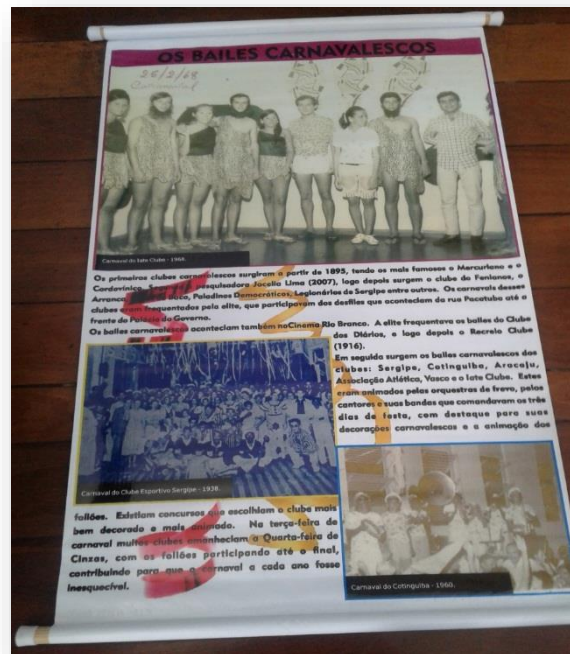 OS BAILES CARNAVALESCOS
26/2/68
Carnaval
Carnaval do Iate Clube - 1968.
Os primeiros clubes carnavalescos surgiram a partir de 1895, tendo os mais famosos o Mercuriano e o
Cordovínico. pesquisadora Jocelia Lima (2007), logo depois surgem o clube do Fenianos, o
Arranca Paladinos Democráticos, Legionários de Sergipe entre outros. Os carnavais desses
clubes eram frequentados pela elite, que participavam dos desfiles que aconteciam da rua Pacatuba até a
frente do Palácio do Governo.
Os bailes carnavalescos aconteciam também no Cinema Rio Branco. A elite frequentava os bailes do Clube
dos Diários, e logo depois o Recreio Clube
(1916).
Em seguida surgem os bailes carnavalescos dos
clubes: Sergipe, Cotinguiba, Aracaju,
Associação Atlética, Vasco e o Iate Clube. Estes
eram animados pelas orquestras de frevo, pelos
cantores e suas bandas que comandavam os três
dias de festa, com destaque para suas
decorações carnavalescas e a animação dos
Carnaval do Clube Esportivo Sergipe - 1938.
foliões. Existiam concursos que escolhiam o clube mais
bem decorado e mais animado. Na terça-feira de
carnaval muitos clubes amanheciam a Quarta-feira de
Cinzas, com os foliões participando até o final,
contribuindo para que o carnaval a cada ano fosse
inesquecível.
Carnaval do Cotinguiba - 1960.